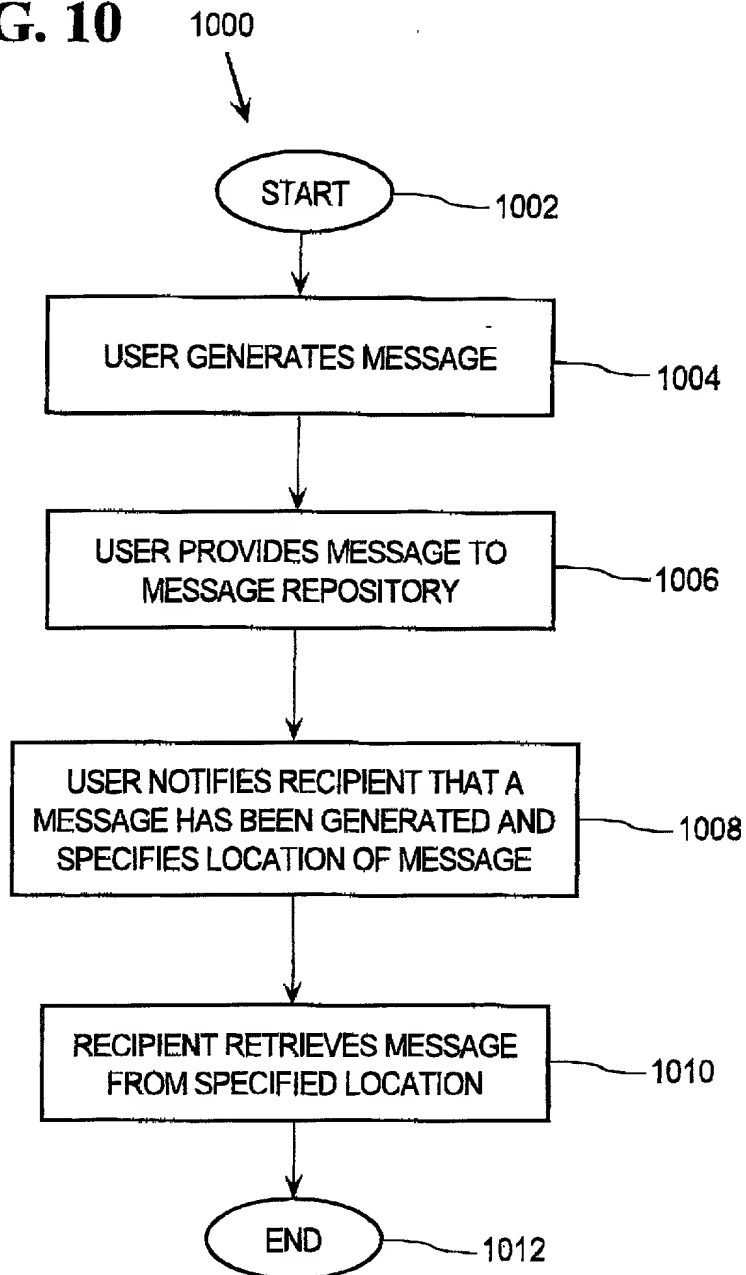 G. 10
1000
START
1002
USER GENERATES MESSAGE
1004
USER PROVIDES MESSAGE TO
MESSAGE REPOSITORY
1006
USER NOTIFIES RECIPIENT THAT A
MESSAGE HAS BEEN GENERATED AND
SPECIFIES LOCATION OF MESSAGE
1008
RECIPIENT RETRIEVES MESSAGE
FROM SPECIFIED LOCATION
1010
END
1012